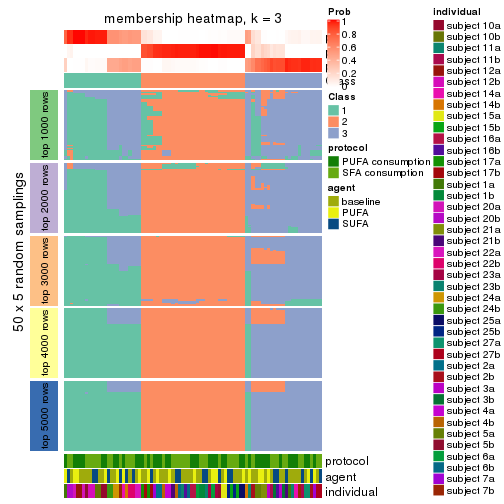 membership heatmap, k = 3
Prob
1
0.8
0.6
0.4
0.2
0
Class
1
2
3
protocol
PUFA consumption
SFA consumption
agent
baseline
PUFA
SUFA
50 x 5 random samplings
top 1000 rows
top 2000 rows
top 3000 rows
top 4000 rows
top 5000 rows
protocol
agent
individual
individual
subject 10a
subject 10b
subject 11a
subject 11b
subject 12a
subject 12b
subject 14a
subject 14b
subject 15a
subject 15b
subject 16a
subject 16b
subject 17a
subject 17b
subject 1a
subject 1b
subject 20a
subject 20b
subject 21a
subject 21b
subject 22a
subject 22b
subject 23a
subject 23b
subject 24a
subject 24b
subject 25a
subject 25b
subject 27a
subject 27b
subject 2a
subject 2b
subject 3a
subject 3b
subject 4a
subject 4b
subject 5a
subject 5b
subject 6a
subject 6b
subject 7a
subject 7b